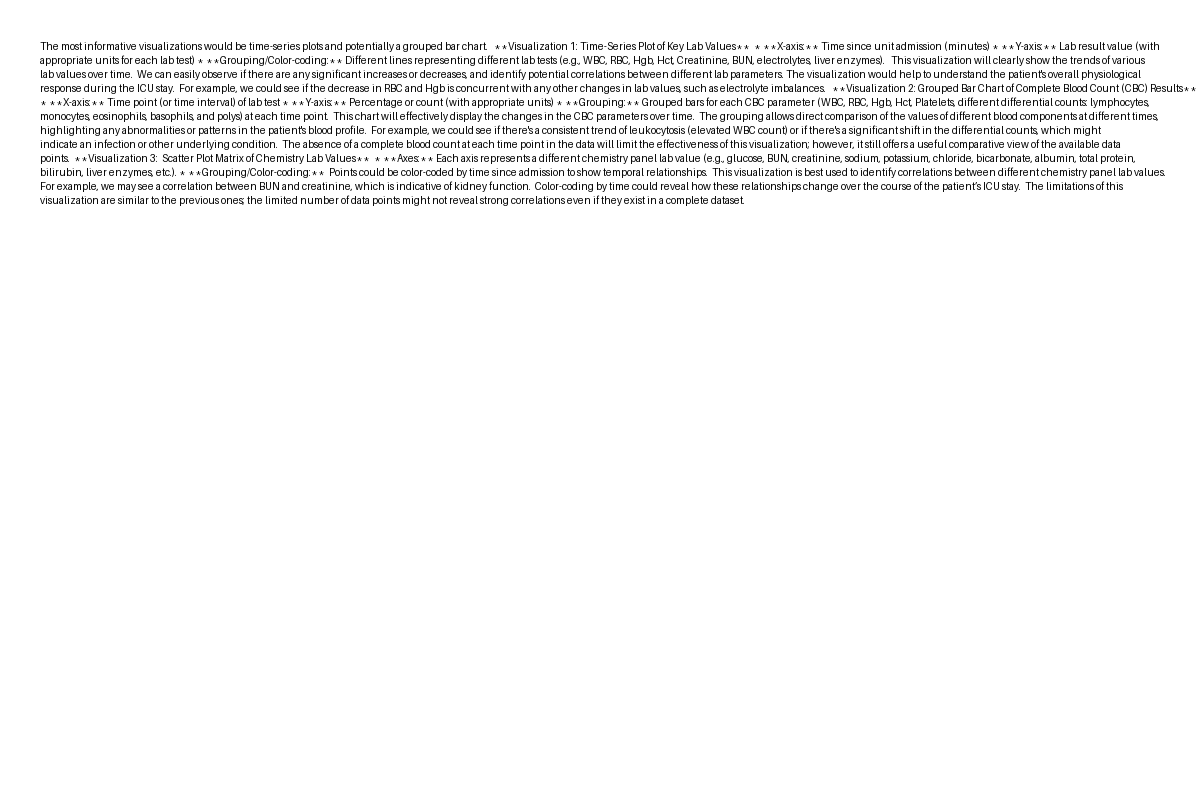 The most informative visualizations would be time-series plots and potentially a grouped bar chart.   **Visualization 1: Time-Series Plot of Key Lab Values**  * **X-axis:** Time since unit admission (minutes) * **Y-axis:** Lab result value (with
appropriate units for each lab test) * **Grouping/Color-coding:** Different lines representing different lab tests (e.g., WBC, RBC, Hgb, Hct, Creatinine, BUN, electrolytes, liver enzymes).   This visualization will clearly show the trends of various
lab values over time.  We can easily observe if there are any significant increases or decreases, and identify potential correlations between different lab parameters. The visualization would help to understand the patient's overall physiological
response during the ICU stay.  For example, we could see if the decrease in RBC and Hgb is concurrent with any other changes in lab values, such as electrolyte imbalances.   **Visualization 2: Grouped Bar Chart of Complete Blood Count (CBC) Results**
* **X-axis:** Time point (or time interval) of lab test * **Y-axis:** Percentage or count (with appropriate units) * **Grouping:** Grouped bars for each CBC parameter (WBC, RBC, Hgb, Hct, Platelets, different differential counts: lymphocytes,
monocytes, eosinophils, basophils, and polys) at each time point.  This chart will effectively display the changes in the CBC parameters over time.  The grouping allows direct comparison of the values of different blood components at different times,
highlighting any abnormalities or patterns in the patient's blood profile.  For example, we could see if there's a consistent trend of leukocytosis (elevated WBC count) or if there's a significant shift in the differential counts, which might
indicate an infection or other underlying condition.  The absence of a complete blood count at each time point in the data will limit the effectiveness of this visualization; however, it still offers a useful comparative view of the available data
points.  **Visualization 3:  Scatter Plot Matrix of Chemistry Lab Values**  * **Axes:** Each axis represents a different chemistry panel lab value (e.g., glucose, BUN, creatinine, sodium, potassium, chloride, bicarbonate, albumin, total protein,
bilirubin, liver enzymes, etc.). * **Grouping/Color-coding:**  Points could be color-coded by time since admission to show temporal relationships.  This visualization is best used to identify correlations between different chemistry panel lab values.
For example, we may see a correlation between BUN and creatinine, which is indicative of kidney function.  Color-coding by time could reveal how these relationships change over the course of the patient's ICU stay.  The limitations of this
visualization are similar to the previous ones; the limited number of data points might not reveal strong correlations even if they exist in a complete dataset.